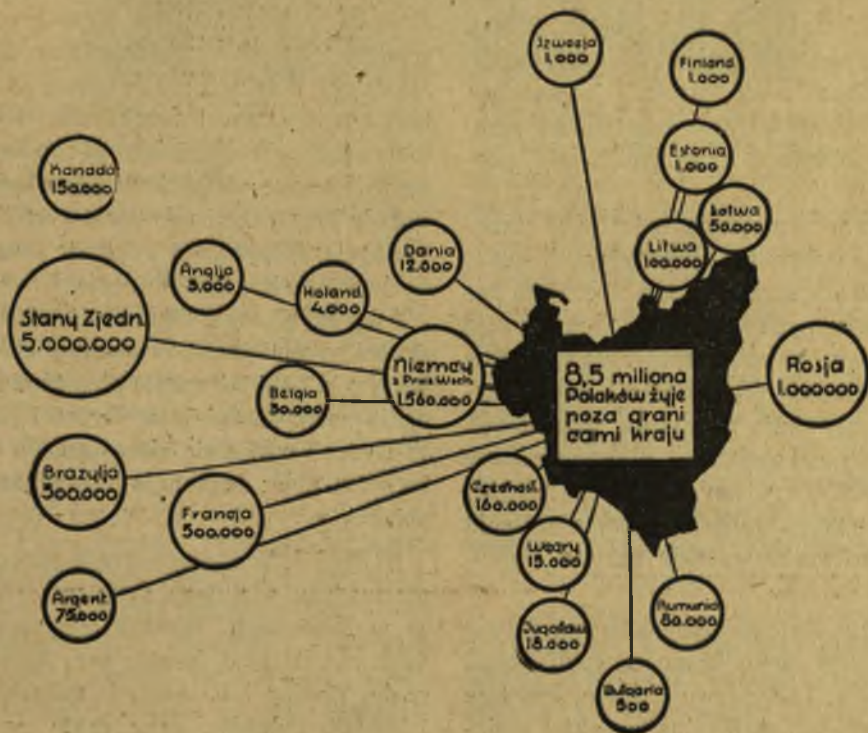 Szwecja
1.000
Finland.
1.000
Estonia
1.000
Łotwa
50.000
Litwa
100.000
Kanada
150.000
Dania
12.000
Anglja
3,000
Holand.
4.000
Stany Zjedn.
5.000.000
Niemcy
z Prus. Wsch.
1.560.000
Belgia
30.000
8,5 miliona
Polaków żyje
poza grani
cami kraju
Rosja
1.000000
Brazylja
300.000
Francja
500.000
Czechosł.
160.000
Węgry
15.000
Argent.
75.000
Jugosław.
18.000
Rumunia
80.000
Bulgaria
500